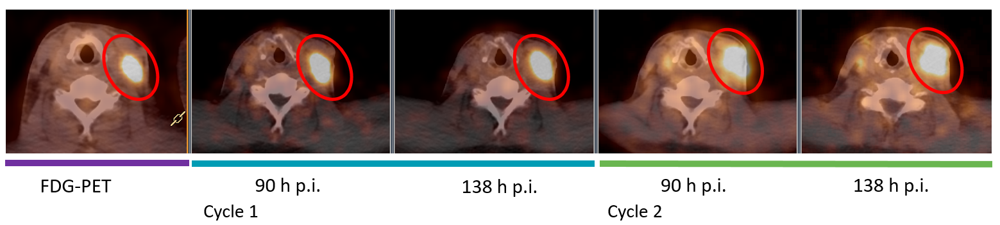 FDG-PET
90 h p.i.
138 h p.i.
90 h p.i.
138 h p.i.
Cycle 1
Cycle 2